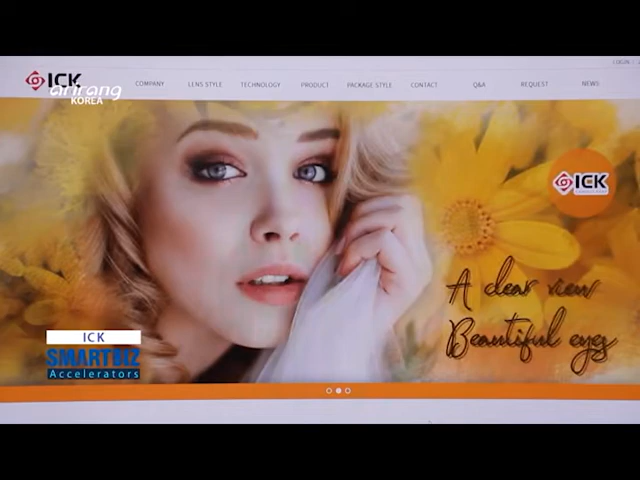 LOGIN
ICK
arirang
KOREA
COMPANY LENS STYLE TECHNOLOGY PRODUCT PACKAGE STYLE CONTACT Q&A REQUEST NEWS
ICK
A clear view
Beautiful eyes
ICK
SMARTBIZ
Accelerators